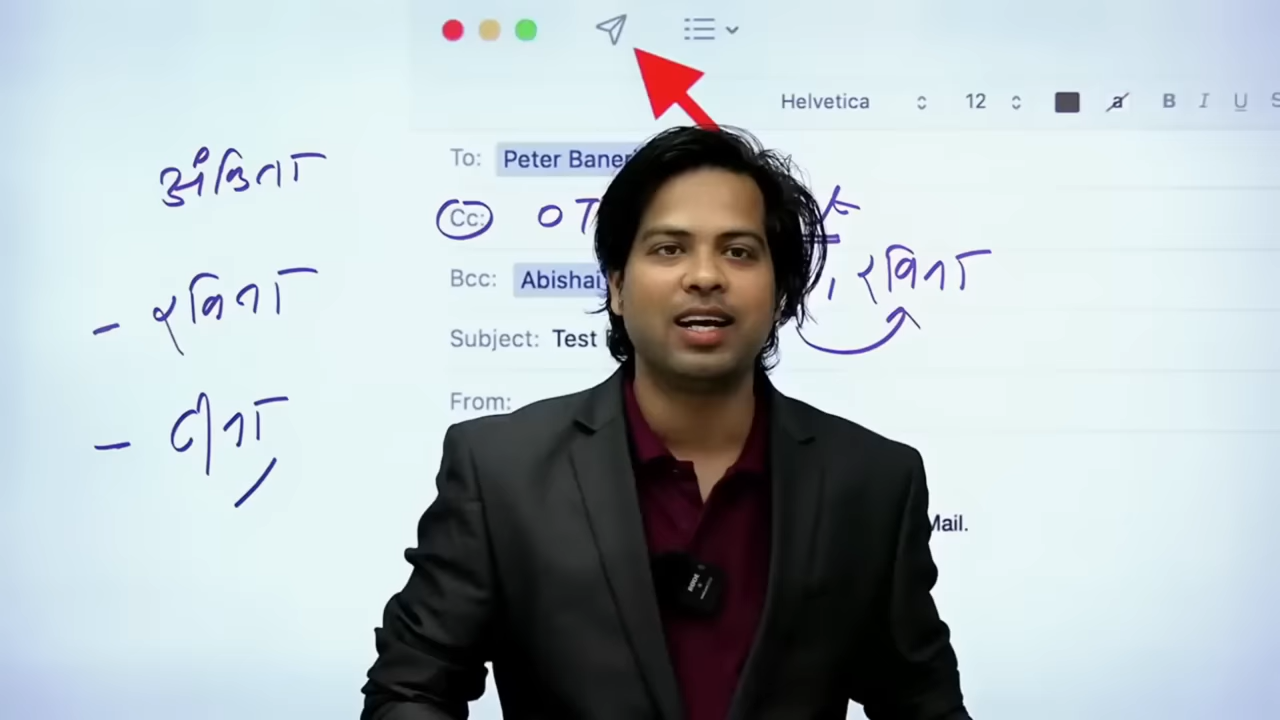 Helvetica 12 a B I U S
To: Peter Baner
Cc: O T
Bcc: Abishai
Subject: Test
From:
Mail.
अंकिता
- रविता
- टीना
, रविता